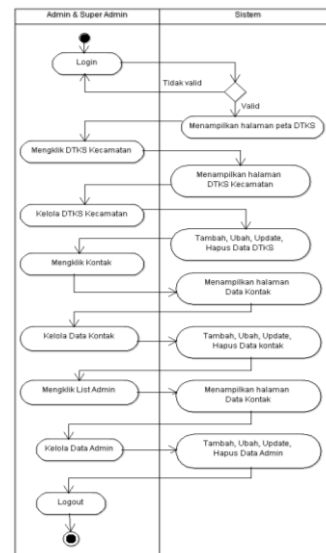 Admin & Super Admin
Sistem
Login
Tidak valid
Valid
Menampilkan halaman peta DTKS
Mengklik DTKS Kecamatan
Menampilkan halaman
DTKS Kecamatan
Kelola DTKS Kecamatan
Tambah, Ubah, Update,
Hapus Data DTKS
Mengklik Kontak
Menampilkan halaman
Data Kontak
Kelola Data Kontak
Tambah, Ubah, Update,
Hapus Data kontak
Mengklik List Admin
Menampilkan halaman
Data Kontak
Kelola Data Admin
Tambah, Ubah, Update,
Hapus Data Admin
Logout